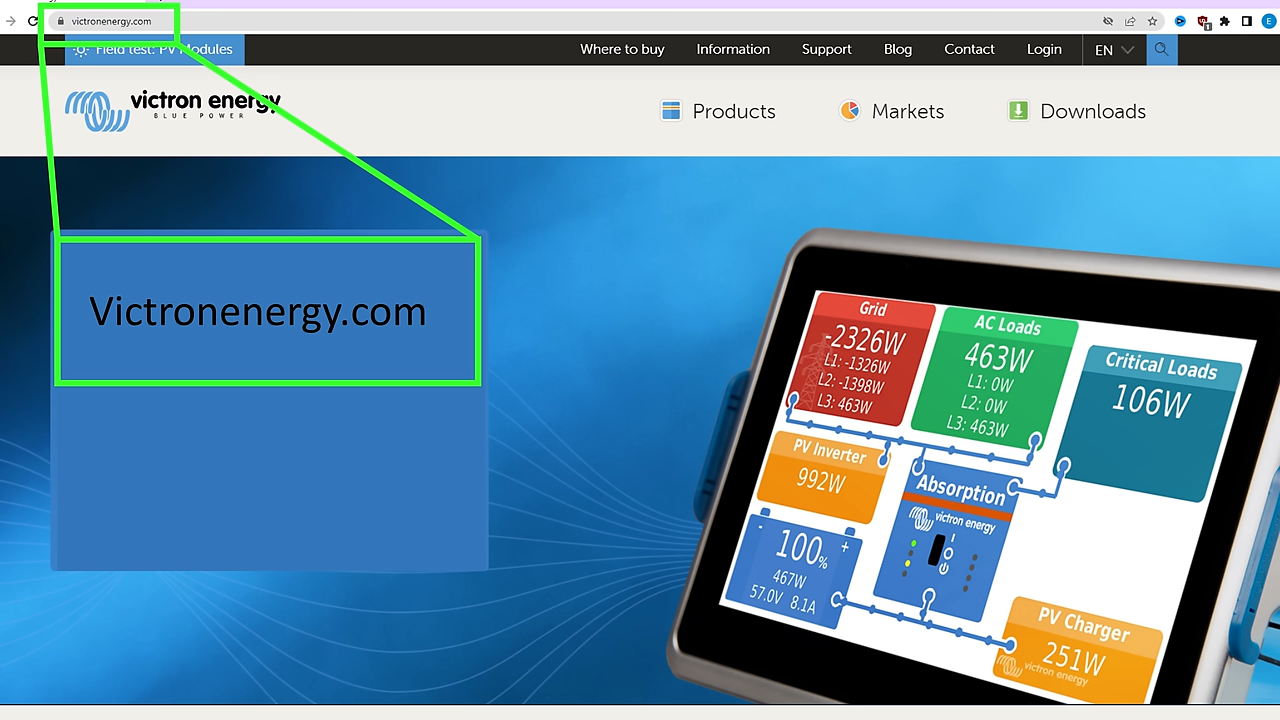 victronenergy.com
Field test: PV Modules
Where to buy
Information
Support
Blog
Contact
Login
EN
victron energy
BLUE POWER
Products
Markets
Downloads
Victronenergy.com
Grid
-2326W
L1: -1326W
L2: -1398W
L3: 463W
AC Loads
463W
L1: 0W
L2: 0W
L3: 463W
Critical Loads
106W
PV Inverter
992W
Absorption
victron energy
100%
467W
57.0V 8.1A
PV Charger
251W
victron energy